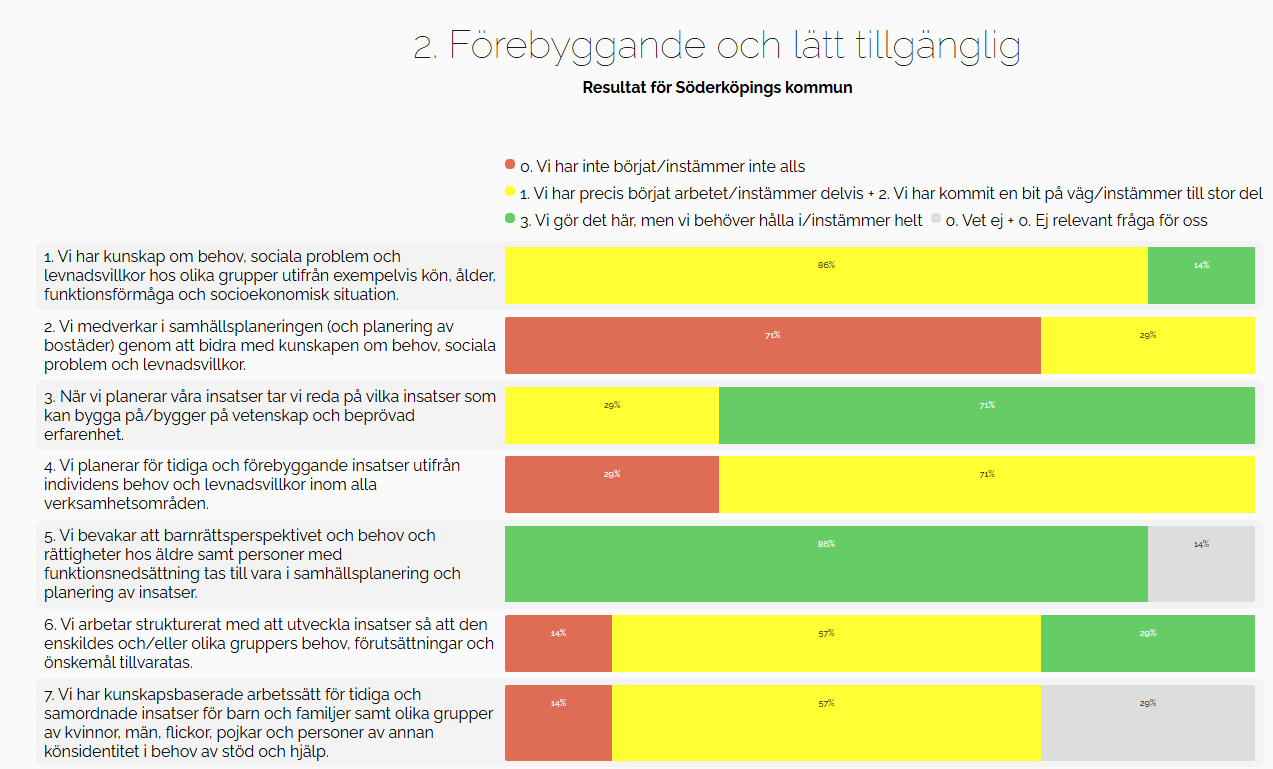 2. Förebyggande och lätt tillgänglig
Resultat för Söderköpings kommun
0. Vi har inte börjat/instämmer inte alls
1. Vi har precis börjat arbetet/instämmer delvis + 2. Vi har kommit en bit på väg/instämmer till stor del
3. Vi gör det här, men vi behöver hålla i/instämmer helt 0. Vet ej + 0. Ej relevant fråga för oss
1. Vi har kunskap om behov, sociala problem och
levnadsvillkor hos olika grupper utifrån exempelvis kön, ålder,
funktionsförmåga och socioekonomisk situation.
86% 14%
2. Vi medverkar i samhällsplaneringen (och planering av
bostäder) genom att bidra med kunskapen om behov, sociala
problem och levnadsvillkor.
71% 29%
3. När vi planerar våra insatser tar vi reda på vilka insatser som
kan bygga på/bygger på vetenskap och beprövad
erfarenhet.
29% 71%
4. Vi planerar för tidiga och förebyggande insatser utifrån
individens behov och levnadsvillkor inom alla
verksamhetsområden.
29% 71%
5. Vi bevakar att barnrättsperspektivet och behov och
rättigheter hos äldre samt personer med
funktionsnedsättning tas till vara i samhällsplanering och
planering av insatser.
86% 14%
6. Vi arbetar strukturerat med att utveckla insatser så att den
enskildes och/eller olika gruppers behov, förutsättningar och
önskemål tillvaratas.
14% 57% 29%
7. Vi har kunskapsbaserade arbetssätt för tidiga och
samordnade insatser för barn och familjer samt olika grupper
av kvinnor, män, flickor, pojkar och personer av annan
könsidentitet i behov av stöd och hjälp.
14% 57% 29%